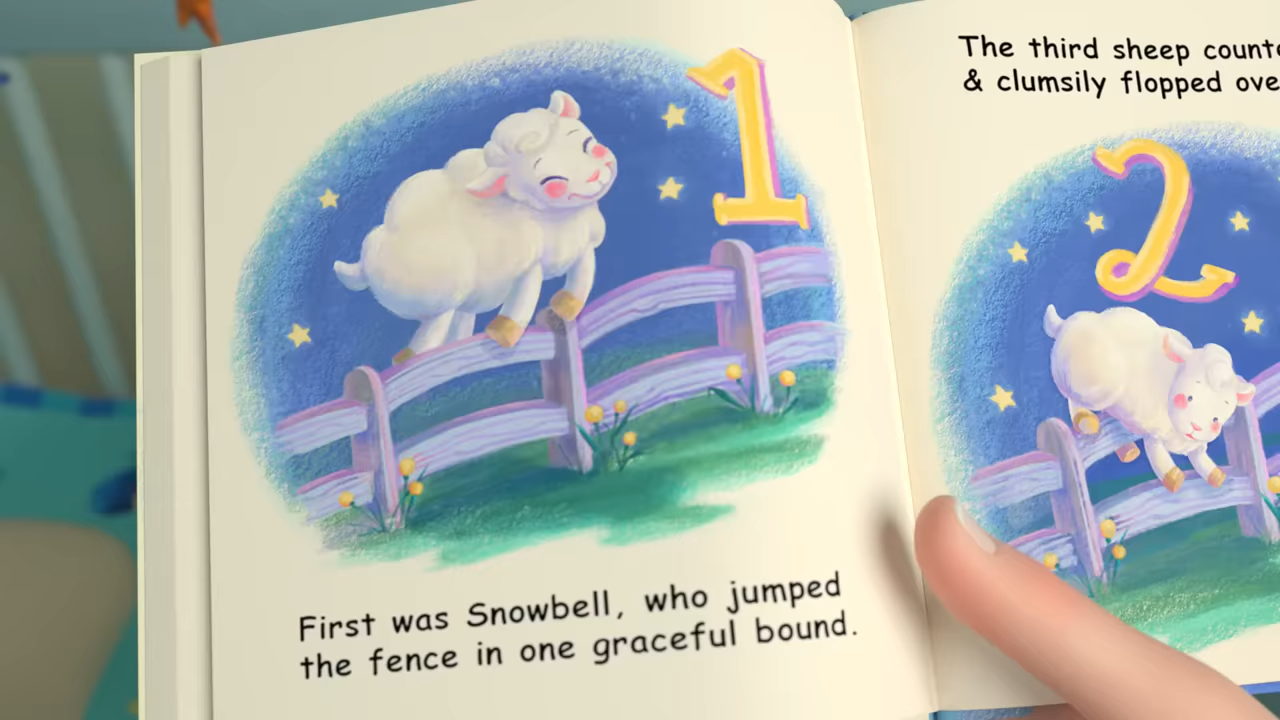 1
First was Snowbell, who jumped
the fence in one graceful bound.
The third sheep
& clumsily flopped
2